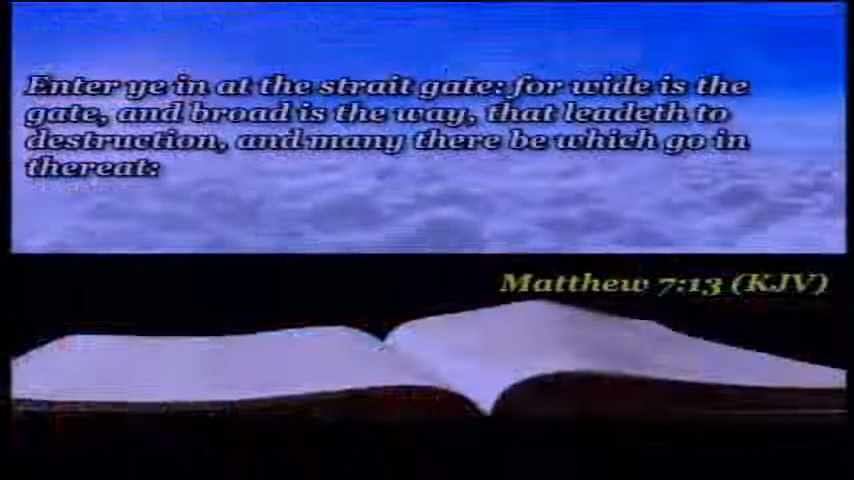 Enter ye in at the strait gate: for wide is the
gate, and broad is the way, that leadeth to
destruction, and many there be which go in
thereat:
Matthew 7:13 (KJV)